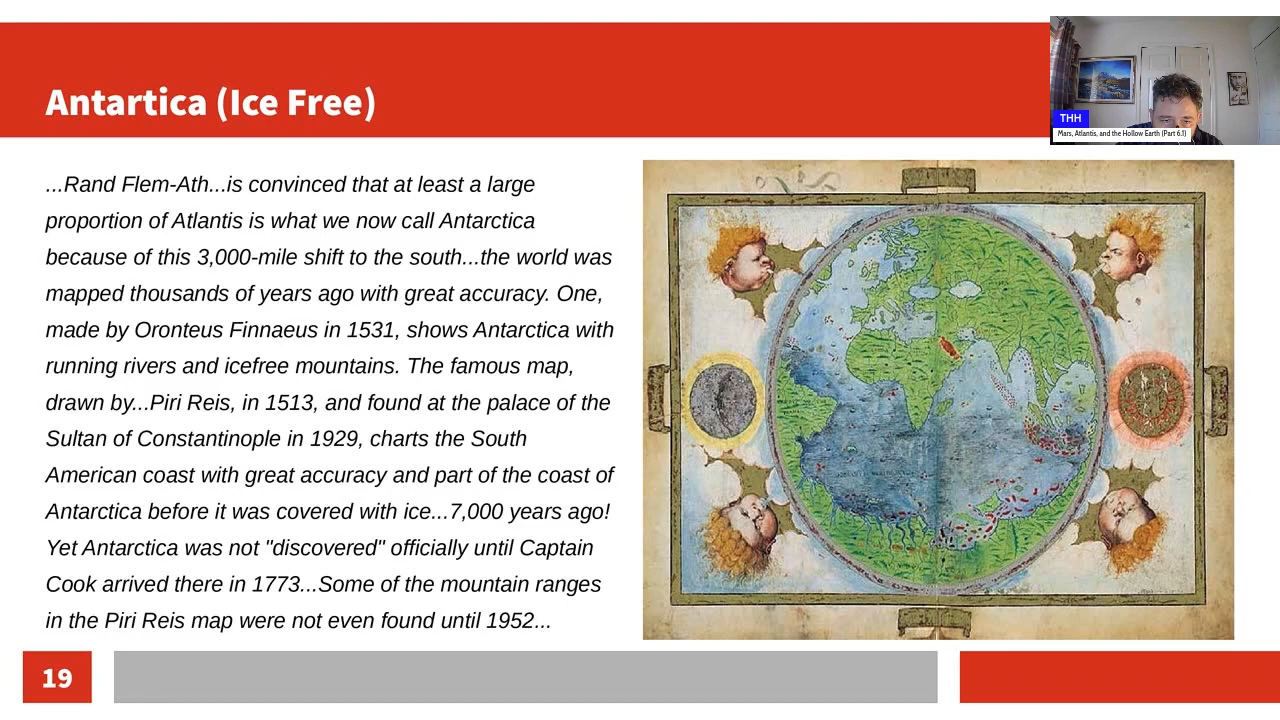 Antartica (Ice Free)
THH
Mars, Atlantis, and the Hollow Earth (Part 6.1)
...Rand Flem-Ath...is convinced that at least a large
proportion of Atlantis is what we now call Antarctica
because of this 3,000-mile shift to the south...the world was
mapped thousands of years ago with great accuracy. One,
made by Oronteus Finnaeus in 1531, shows Antarctica with
running rivers and icefree mountains. The famous map,
drawn by...Piri Reis, in 1513, and found at the palace of the
Sultan of Constantinople in 1929, charts the South
American coast with great accuracy and part of the coast of
Antarctica before it was covered with ice...7,000 years ago!
Yet Antarctica was not "discovered" officially until Captain
Cook arrived there in 1773...Some of the mountain ranges
in the Piri Reis map were not even found until 1952...
19